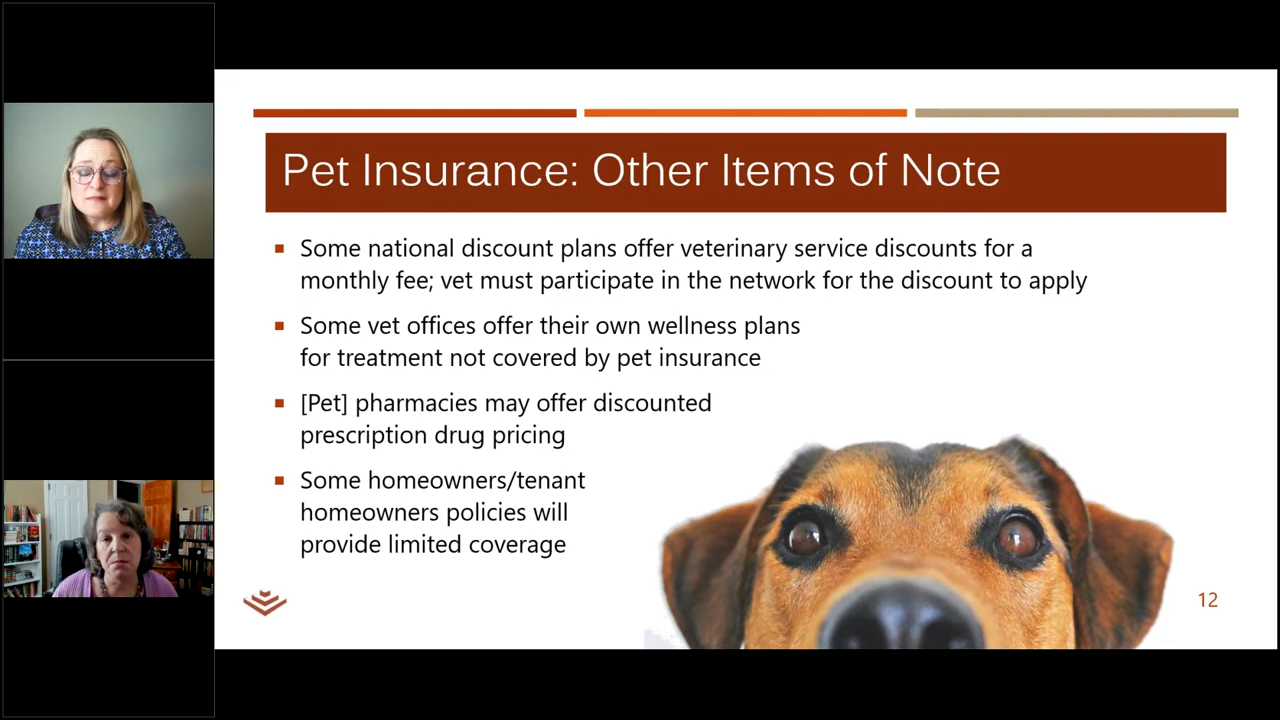 Pet Insurance: Other Items of Note
▪ Some national discount plans offer veterinary service discounts for a
monthly fee; vet must participate in the network for the discount to apply
▪ Some vet offices offer their own wellness plans
for treatment not covered by pet insurance
▪ [Pet] pharmacies may offer discounted
prescription drug pricing
▪ Some homeowners/tenant
homeowners policies will
provide limited coverage
12